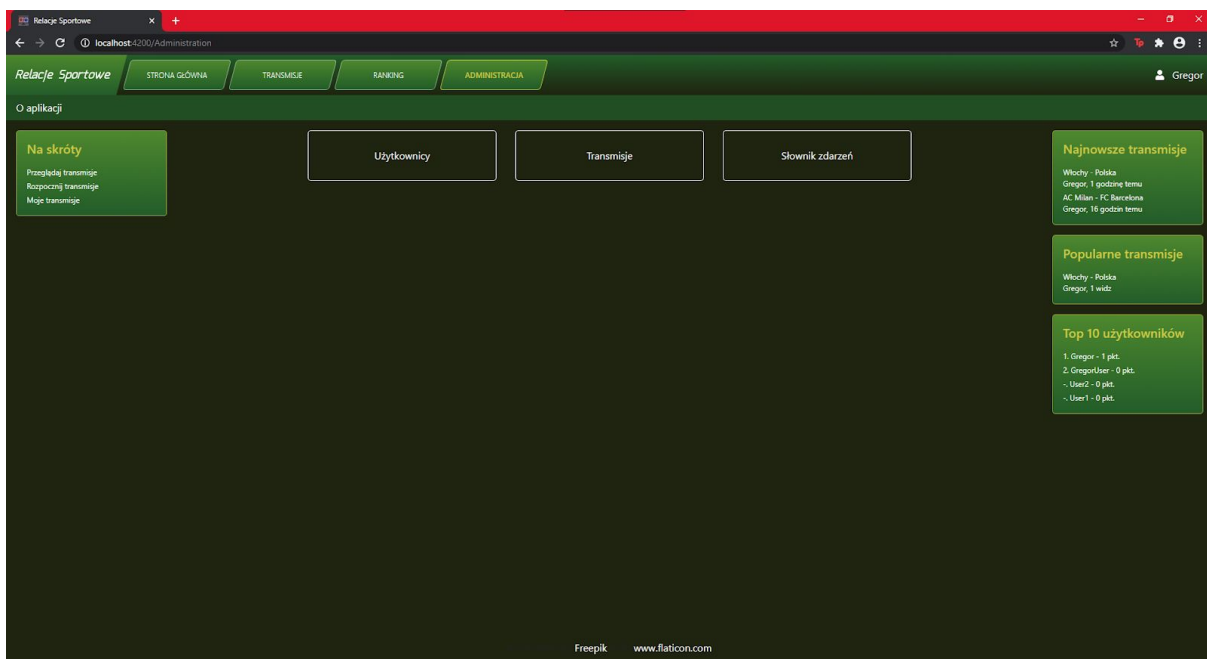 Relacje Sportowe
localhost:4200/Administration
Tp
Relacje Sportowe
STRONA GŁÓWNA
TRANSMISJE
RANKING
ADMINISTRACJA
Gregor
O aplikacji
Na skróty
Przeglądaj transmisje
Rozpocznij transmisje
Moje transmisje
Użytkownicy
Transmisje
Słownik zdarzeń
Najnowsze transmisje
Włochy - Polska
Gregor, 1 godzinę temu
AC Milan - FC Barcelona
Gregor, 16 godzin temu
Popularne transmisje
Włochy - Polska
Gregor, 1 widz
Top 10 użytkowników
1. Gregor - 1 pkt.
2. GregorUser - 0 pkt.
-. User2 - 0 pkt.
-. User1 - 0 pkt.
Freepik www.flaticon.com